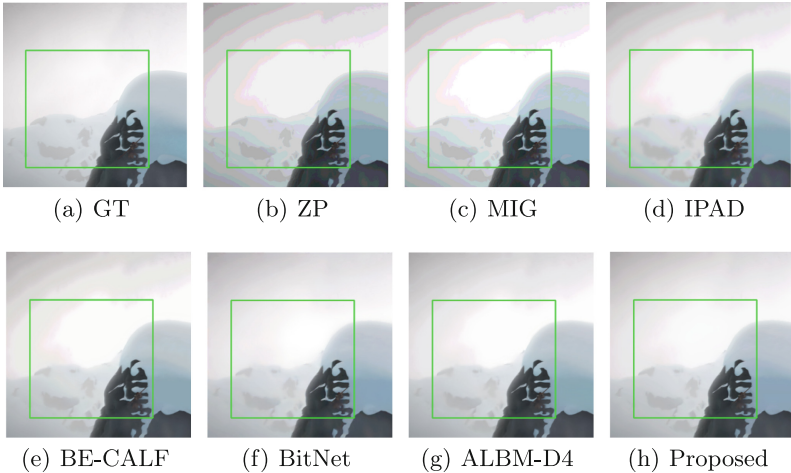 (a) GT
(b) ZP
(c) MIG
(d) IPAD
(e) BE-CALF
(f) BitNet
(g) ALBM-D4
(h) Proposed